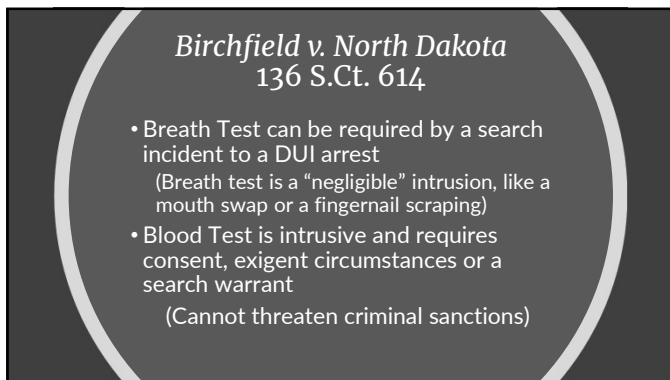 Birchfield v. North Dakota
136 S.Ct. 614
• Breath Test can be required by a search
incident to a DUI arrest
(Breath test is a “negligible” intrusion, like a
mouth swap or a fingernail scraping)
• Blood Test is intrusive and requires
consent, exigent circumstances or a
search warrant
(Cannot threaten criminal sanctions)